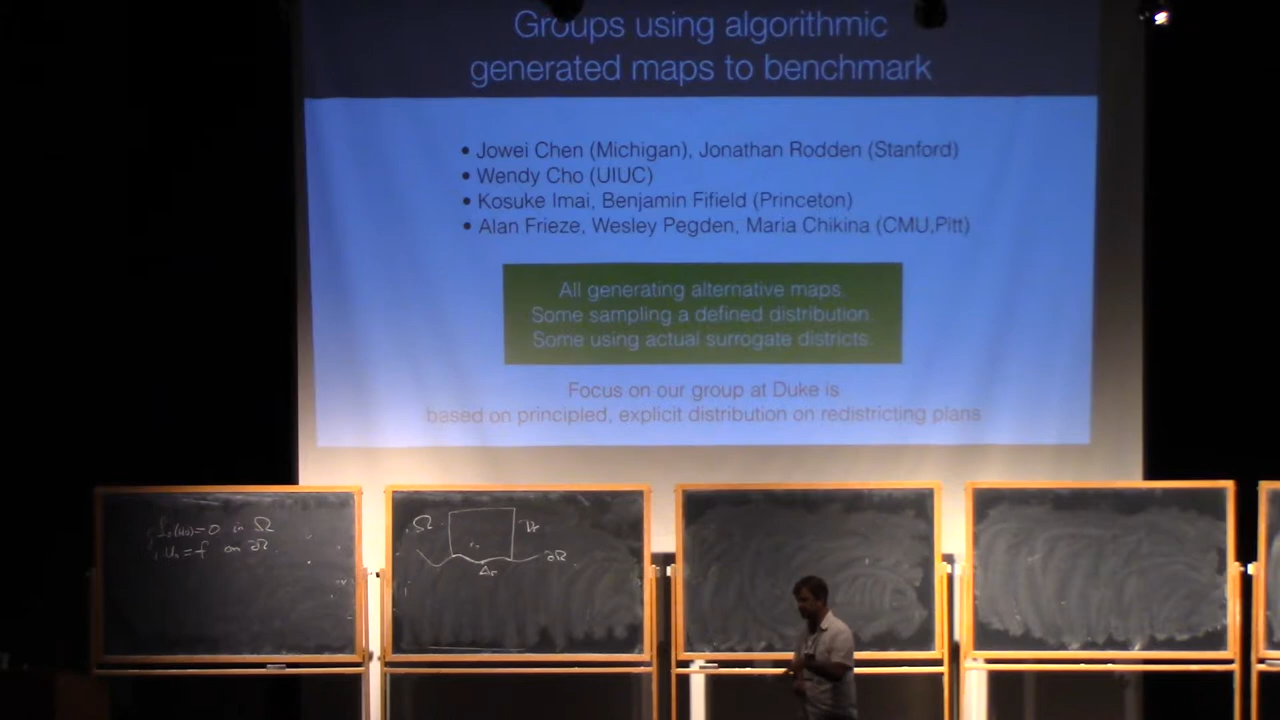 Groups using algorithmic
generated maps to benchmark
• Jowei Chen (Michigan), Jonathan Rodden (Stanford)
• Wendy Cho (UIUC)
• Kosuke Imai, Benjamin Fifield (Princeton)
• Alan Frieze, Wesley Pegden, Maria Chikina (CMU,Pitt)
All generating alternative maps.
Some sampling a defined distribution.
Some using actual surrogate districts.
Focus on our group at Duke is
based on principled, explicit distribution on redistricting plans
= 0 in Ω
= f on ∂Ω
Ω
∂Ω